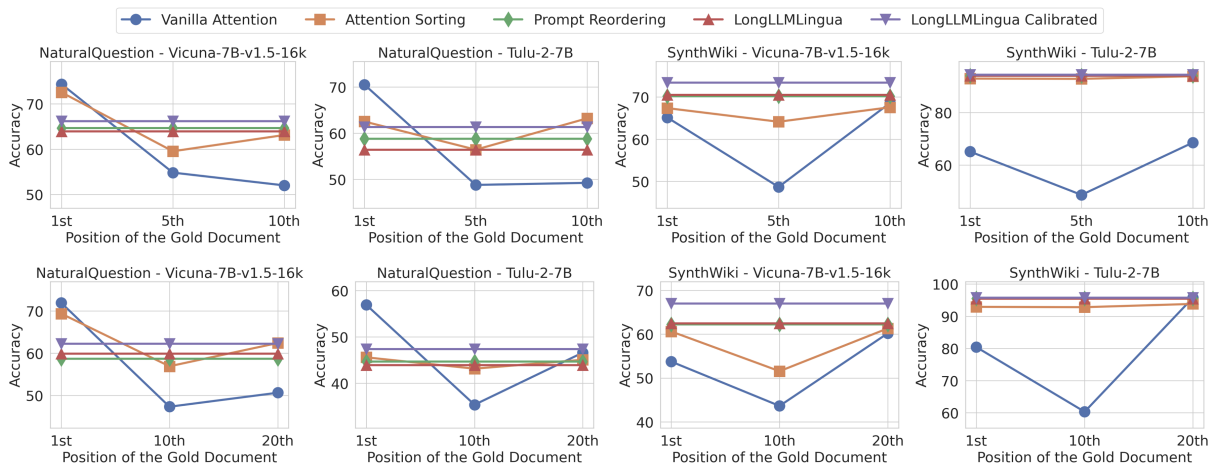 Vanilla Attention Attention Sorting Prompt Reordering LongLLMLingua LongLLMLingua Calibrated
NaturalQuestion - Vicuna-7B-v1.5-16k
Accuracy
70
60
50
1st 5th 10th
Position of the Gold Document
NaturalQuestion - Tulu-2-7B
Accuracy
70
60
50
1st 5th 10th
Position of the Gold Document
SynthWiki - Vicuna-7B-v1.5-16k
Accuracy
70
60
50
1st 5th 10th
Position of the Gold Document
SynthWiki - Tulu-2-7B
Accuracy
80
60
1st 5th 10th
Position of the Gold Document
NaturalQuestion - Vicuna-7B-v1.5-16k
Accuracy
70
60
50
1st 10th 20th
Position of the Gold Document
NaturalQuestion - Tulu-2-7B
Accuracy
60
50
40
1st 10th 20th
Position of the Gold Document
SynthWiki - Vicuna-7B-v1.5-16k
Accuracy
70
60
50
40
1st 10th 20th
Position of the Gold Document
SynthWiki - Tulu-2-7B
Accuracy
100
90
80
70
60
1st 10th 20th
Position of the Gold Document